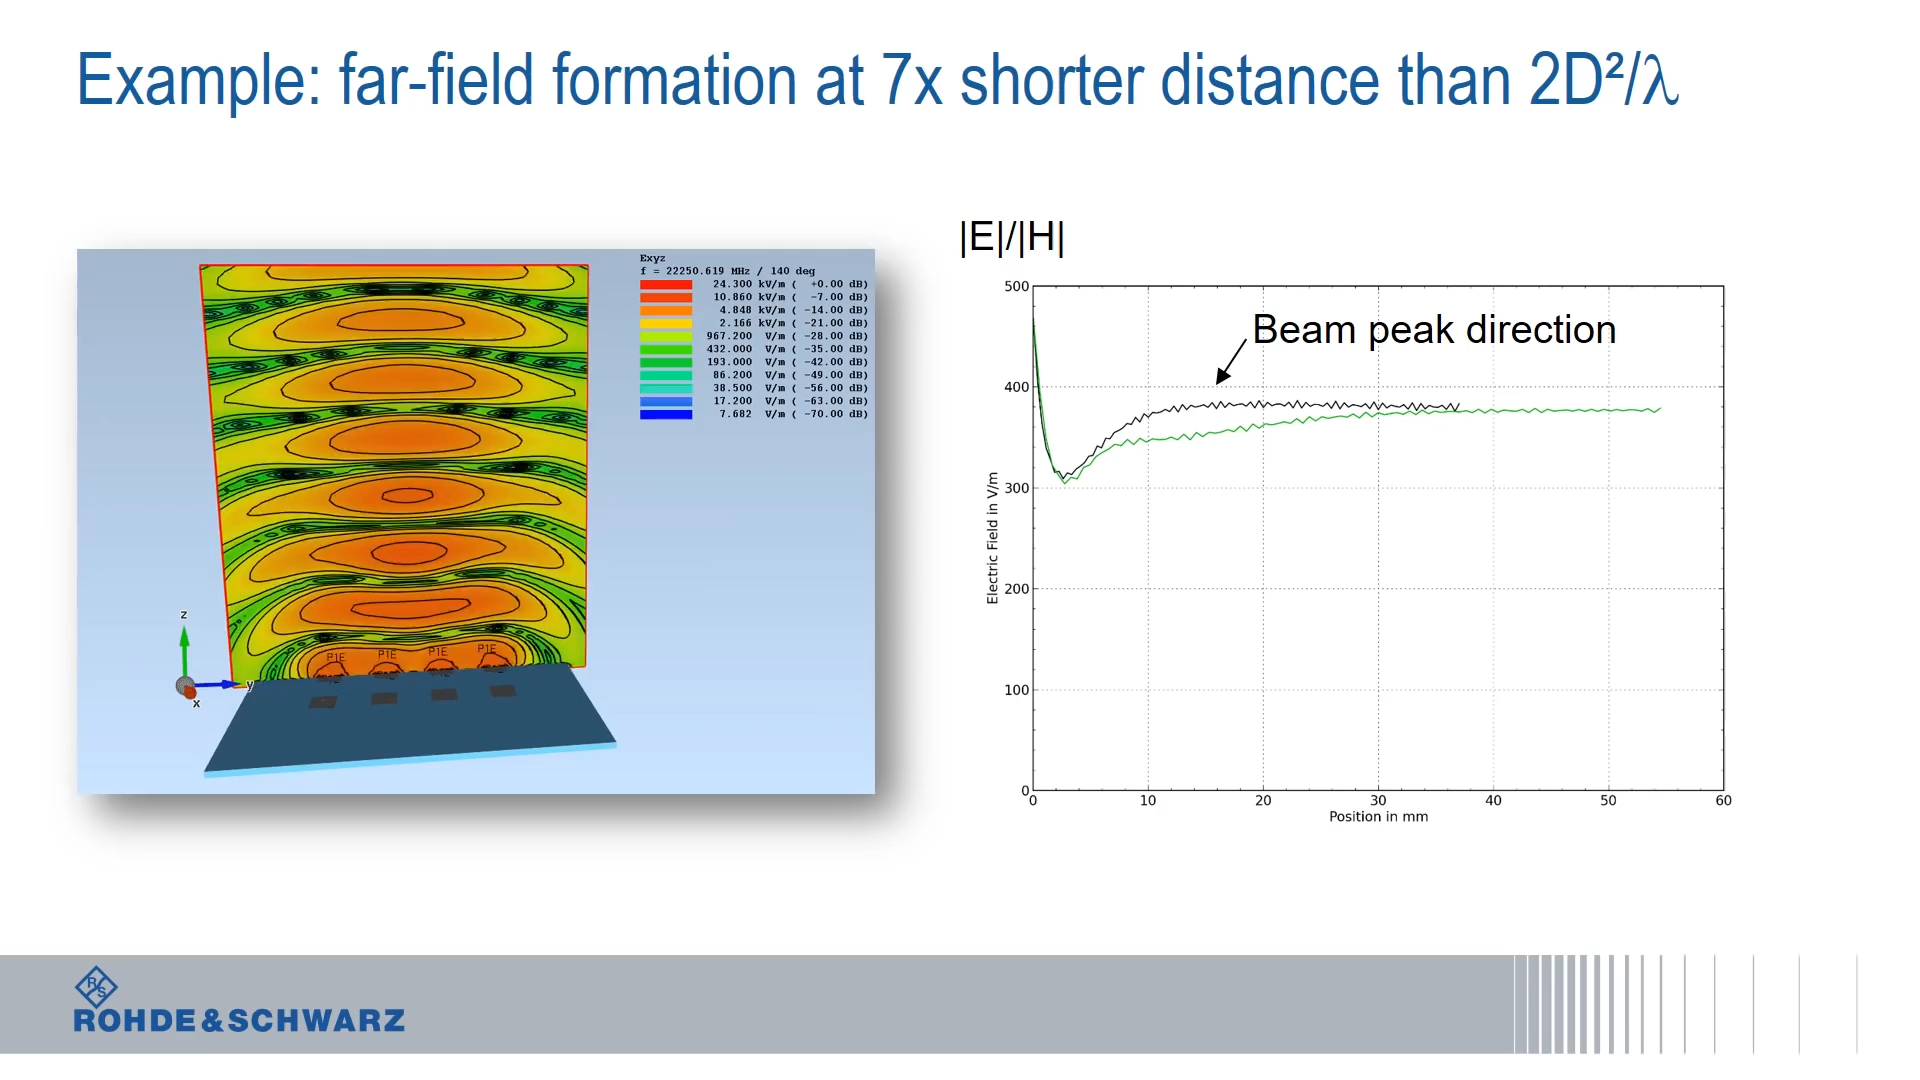 Example: far-field formation at 7x shorter distance than 2D²/λ
Exyz
f = 22250.619 MHz / 140 deg
24.300 kV/m ( +0.00 dB)
10.860 kV/m ( -7.00 dB)
4.848 kV/m ( -14.00 dB)
2.166 kV/m ( -21.00 dB)
967.200 V/m ( -28.00 dB)
432.000 V/m ( -35.00 dB)
193.000 V/m ( -42.00 dB)
86.200 V/m ( -49.00 dB)
38.500 V/m ( -56.00 dB)
17.200 V/m ( -63.00 dB)
7.682 V/m ( -70.00 dB)
P1E P1E P1E P1E
z
y
x
|E|/|H|
Beam peak direction
500
400
300
200
100
0
Electric Field in V/m
0 10 20 30 40 50 60
Position in mm
R S
ROHDE&SCHWARZ